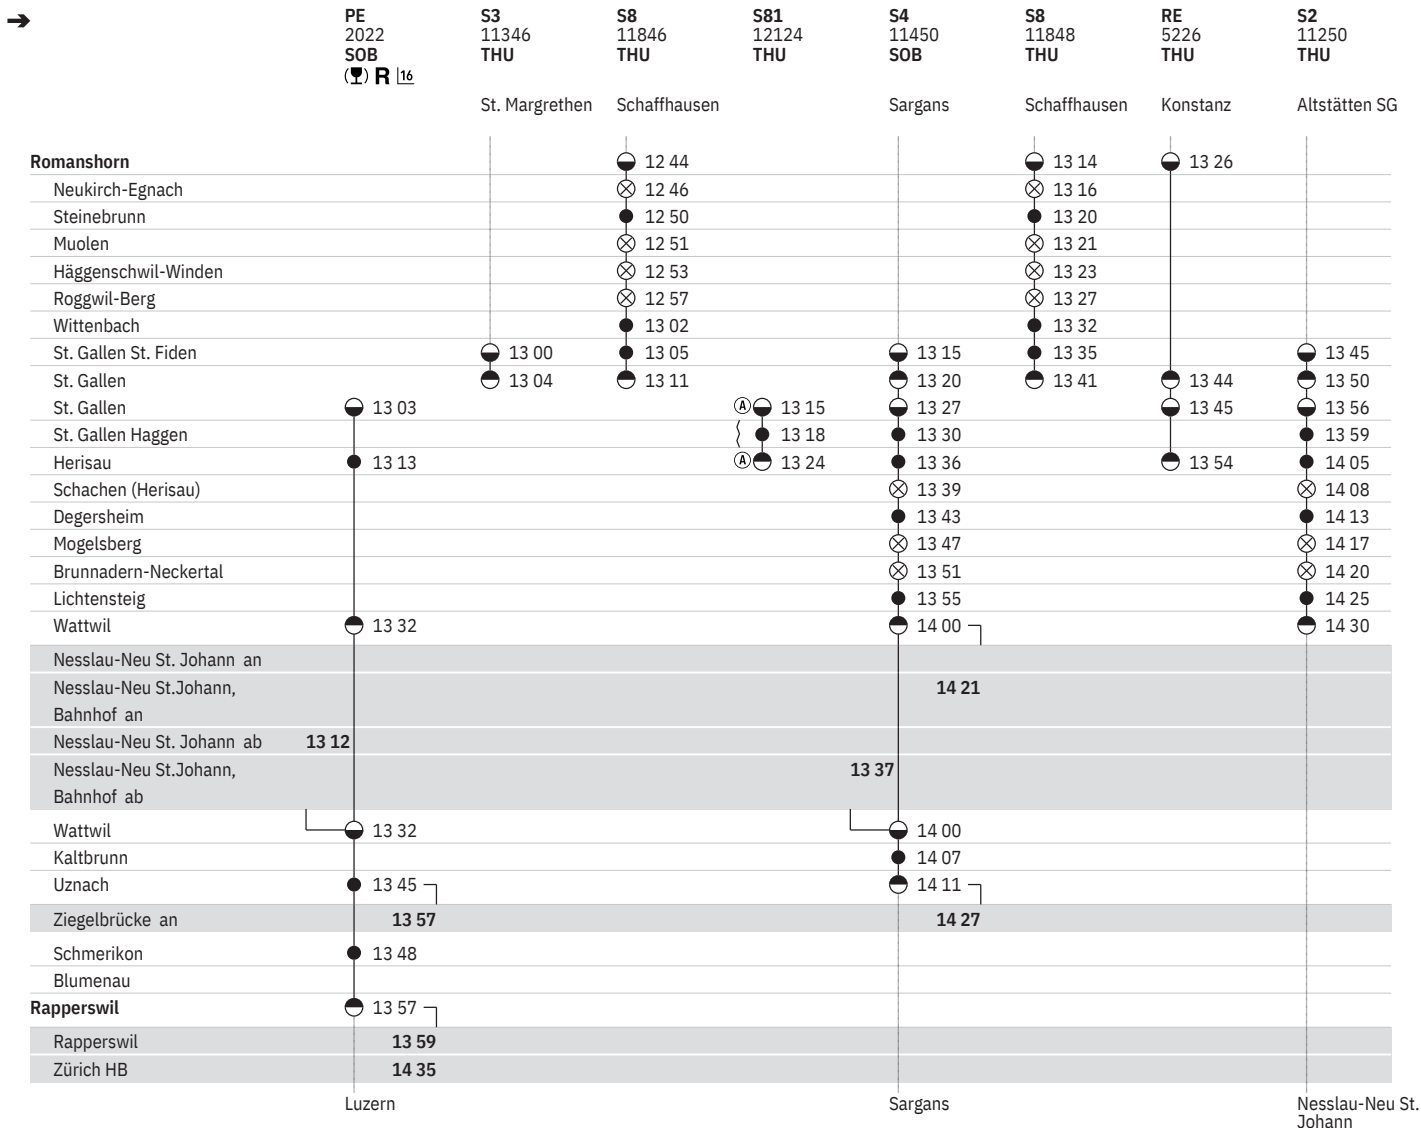 ➔ PE S3 S8 S81 S4 S8 RE S2
2022 11346 11846 12124 11450 11848 5226 11250
SOB THU THU THU SOB THU THU THU
R 16
St. Margrethen Schaffhausen Sargans Schaffhausen Konstanz Altstätten SG
Romanshorn 12 44 13 14 13 26
Neukirch-Egnach 12 46 13 16
Steinebrunn 12 50 13 20
Muolen 12 51 13 21
Häggenschwil-Winden 12 53 13 23
Roggwil-Berg 12 57 13 27
Wittenbach 13 02 13 32
St. Gallen St. Fiden 13 00 13 05 13 15 13 35 13 45
St. Gallen 13 04 13 11 13 20 13 41 13 44 13 50
St. Gallen 13 03 A 13 15 13 27 13 45 13 56
St. Gallen Haggen 13 18 13 30 13 59
Herisau 13 13 A 13 24 13 36 13 54 14 05
Schachen (Herisau) 13 39 14 08
Degersheim 13 43 14 13
Mogelsberg 13 47 14 17
Brunnadern-Neckertal 13 51 14 20
Lichtensteig 13 55 14 25
Wattwil 13 32 14 00 14 30
Nesslau-Neu St. Johann an
Nesslau-Neu St.Johann, 14 21
Bahnhof an
Nesslau-Neu St. Johann ab 13 12
Nesslau-Neu St.Johann, 13 37
Bahnhof ab
Wattwil 13 32 14 00
Kaltbrunn 14 07
Uznach 13 45 14 11
Ziegelbrücke an 13 57 14 27
Schmerikon 13 48
Blumenau
Rapperswil 13 57
Rapperswil 13 59
Zürich HB 14 35
Luzern Sargans Nesslau-Neu St.
Johann